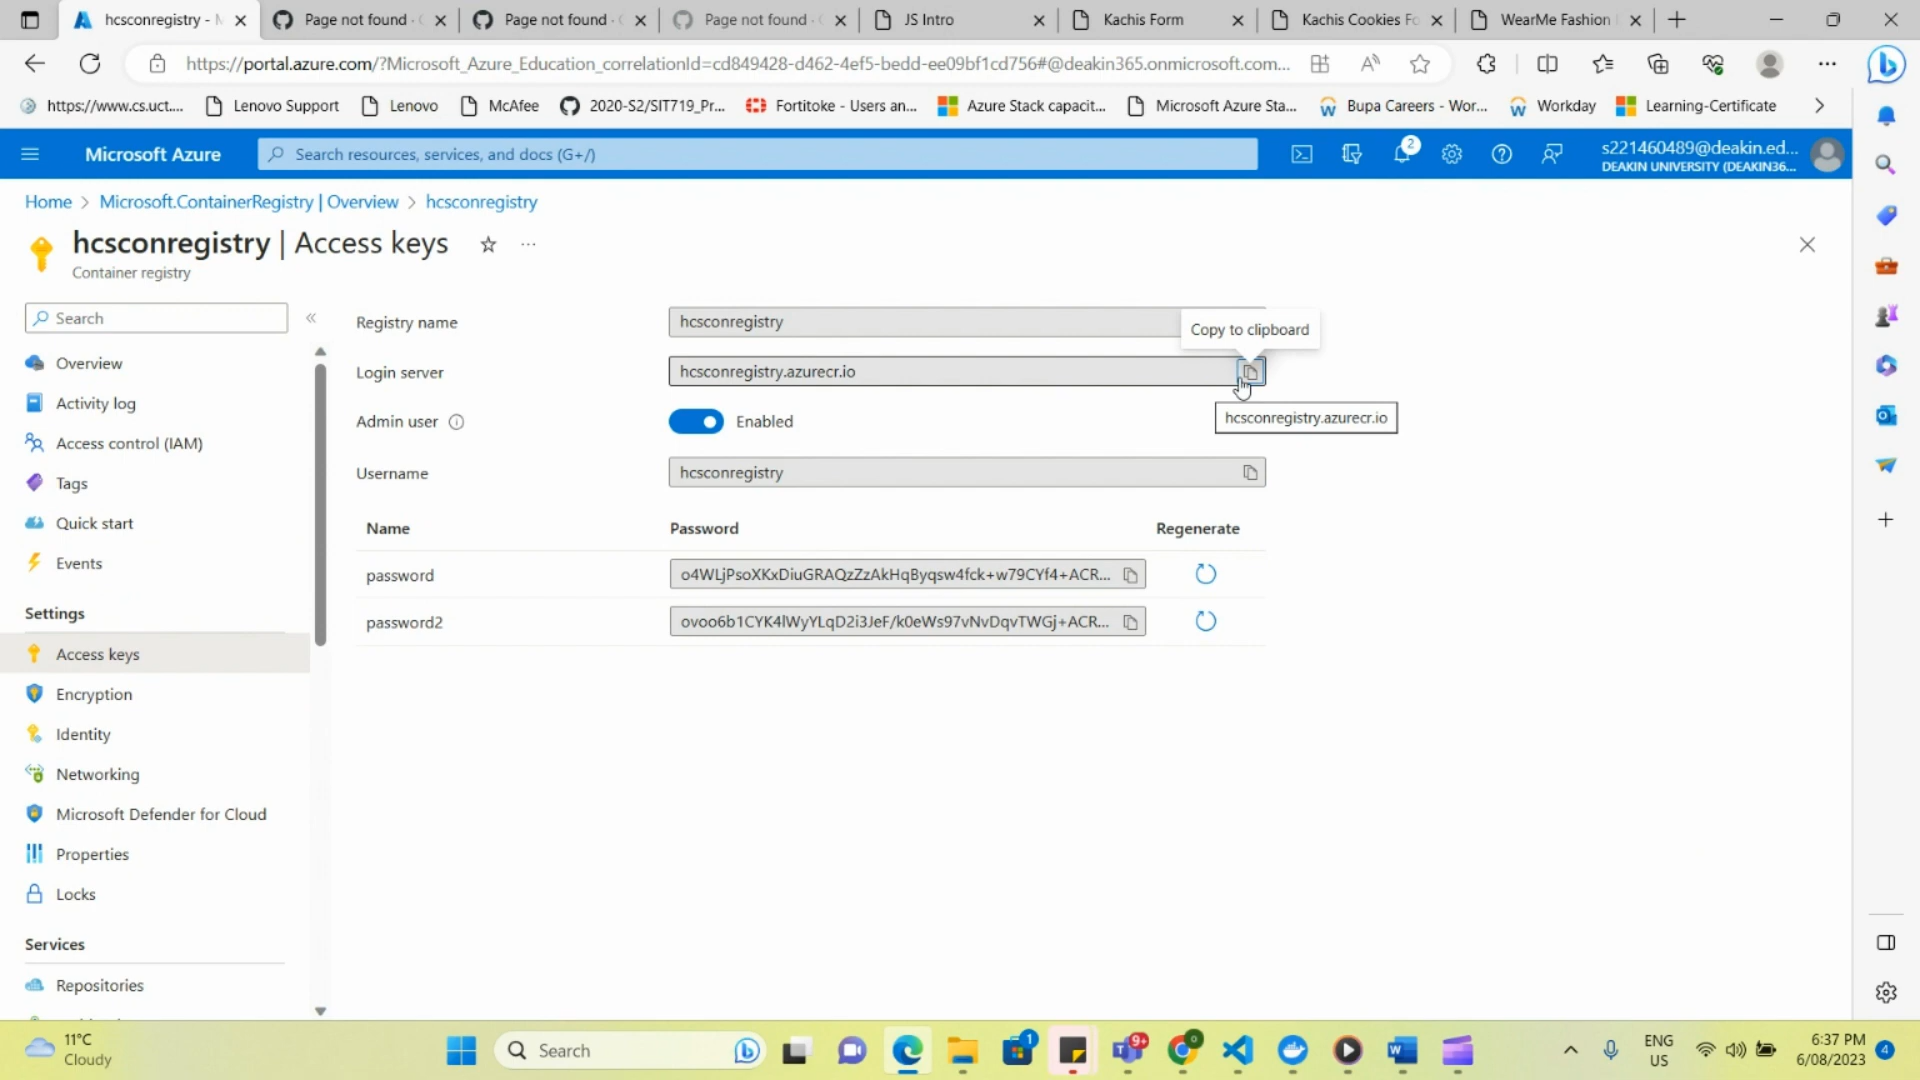 hcsconregistry - M
Page not found · G
Page not found · G
Page not found · G
JS Intro
Kachis Form
Kachis Cookies Fo
WearMe Fashion
https://portal.azure.com/?Microsoft_Azure_Education_correlationId=cd849428-d462-4ef5-bedd-ee09bf1cd756#@deakin365.onmicrosoft.com...
https://www.cs.uct....
Lenovo Support
Lenovo
McAfee
2020-S2/SIT719_Pr...
Fortitoke - Users an...
Azure Stack capacit...
Microsoft Azure Sta...
Bupa Careers - Wor...
Workday
Learning-Certificate
Microsoft Azure
Search resources, services, and docs (G+/)
2
s221460489@deakin.ed...
DEAKIN UNIVERSITY (DEAKIN36...
Home > Microsoft.ContainerRegistry | Overview > hcsconregistry
hcsconregistry | Access keys
Container registry
Search
Overview
Activity log
Access control (IAM)
Tags
Quick start
Events
Settings
Access keys
Encryption
Identity
Networking
Microsoft Defender for Cloud
Properties
Locks
Services
Repositories
Registry name
hcsconregistry
Copy to clipboard
Login server
hcsconregistry.azurecr.io
hcsconregistry.azurecr.io
Admin user
Enabled
Username
hcsconregistry
Name Password Regenerate
password
o4WLjPsoXKxDiuGRAQzZzAkHqByqsw4fck+w79CYf4+ACR...
password2
ovoo6b1CYK4lWyYLqD2i3JeF/k0eWs97vNvDqvTWGj+ACR...
11°C
Cloudy
Search
1
9+
ENG
US
6:37 PM
6/08/2023
4